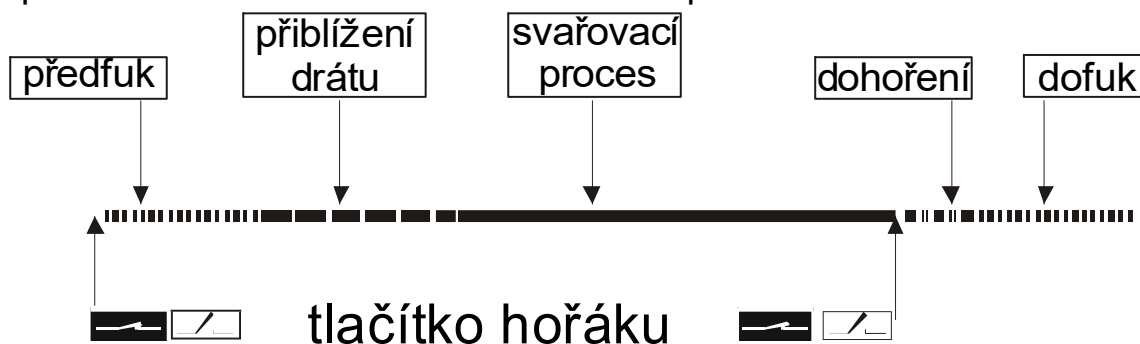 předfuk
přiblížení
drátu
svařovací
proces
dohoření
dofuk
tlačítko hořáku